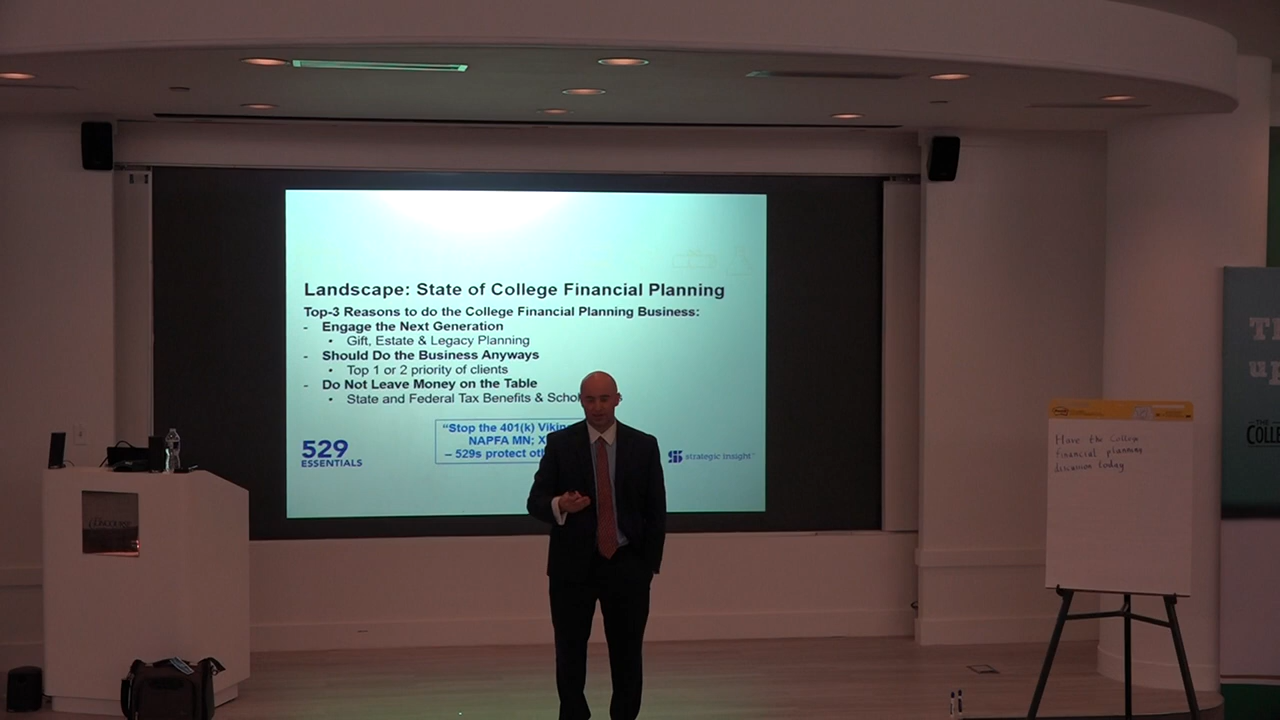 Landscape: State of College Financial Planning
Top-3 Reasons to do the College Financial Planning Business:
- Engage the Next Generation
• Gift, Estate & Legacy Planning
- Should Do the Business Anyways
• Top 1 or 2 priority of clients
- Do Not Leave Money on the Table
• State and Federal Tax Benefits &
"Stop the 401(k)
NAPFA MN;
– 529s protect
529
ESSENTIALS
strategic insight
Have the College
financial planning
discussion today
THE